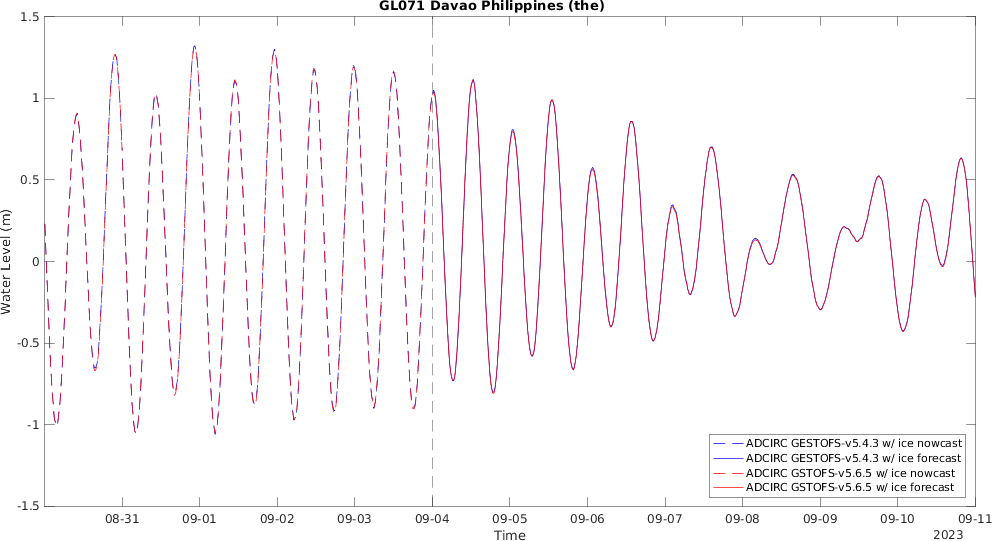 GL071 Davao Philippines (the)
1.5
1
0.5
0
-0.5
-1
-1.5
Water Level (m)
08-31
09-01
09-02
09-03
09-04
09-05
09-06
09-07
09-08
09-09
09-10
09-11
Time
2023
ADCIRC GESTOFS-v5.4.3 w/ ice nowcast
ADCIRC GESTOFS-v5.4.3 w/ ice forecast
ADCIRC GSTOFS-v5.6.5 w/ ice nowcast
ADCIRC GSTOFS-v5.6.5 w/ ice forecast